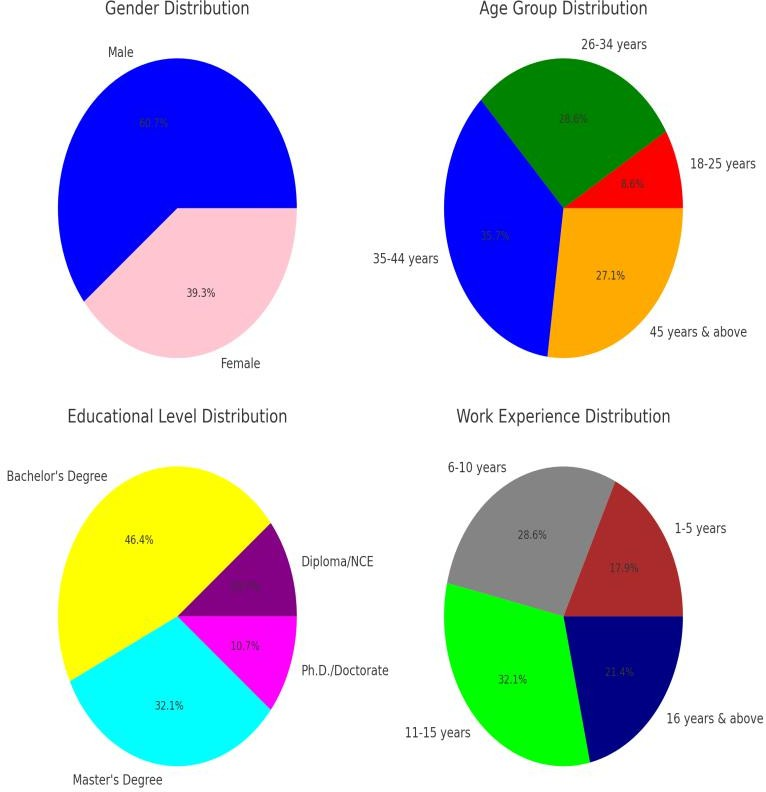 Gender Distribution
Male
60.7%
39.3%
Female
Age Group Distribution
26-34 years
28.6%
18-25 years
8.6%
35.7%
35-44 years
27.1%
45 years & above
Educational Level Distribution
Bachelor's Degree
46.4%
Diploma/NCE
10.7%
10.7%
Ph.D./Doctorate
32.1%
Master's Degree
Work Experience Distribution
6-10 years
28.6%
1-5 years
17.9%
32.1%
21.4%
11-15 years
16 years & above